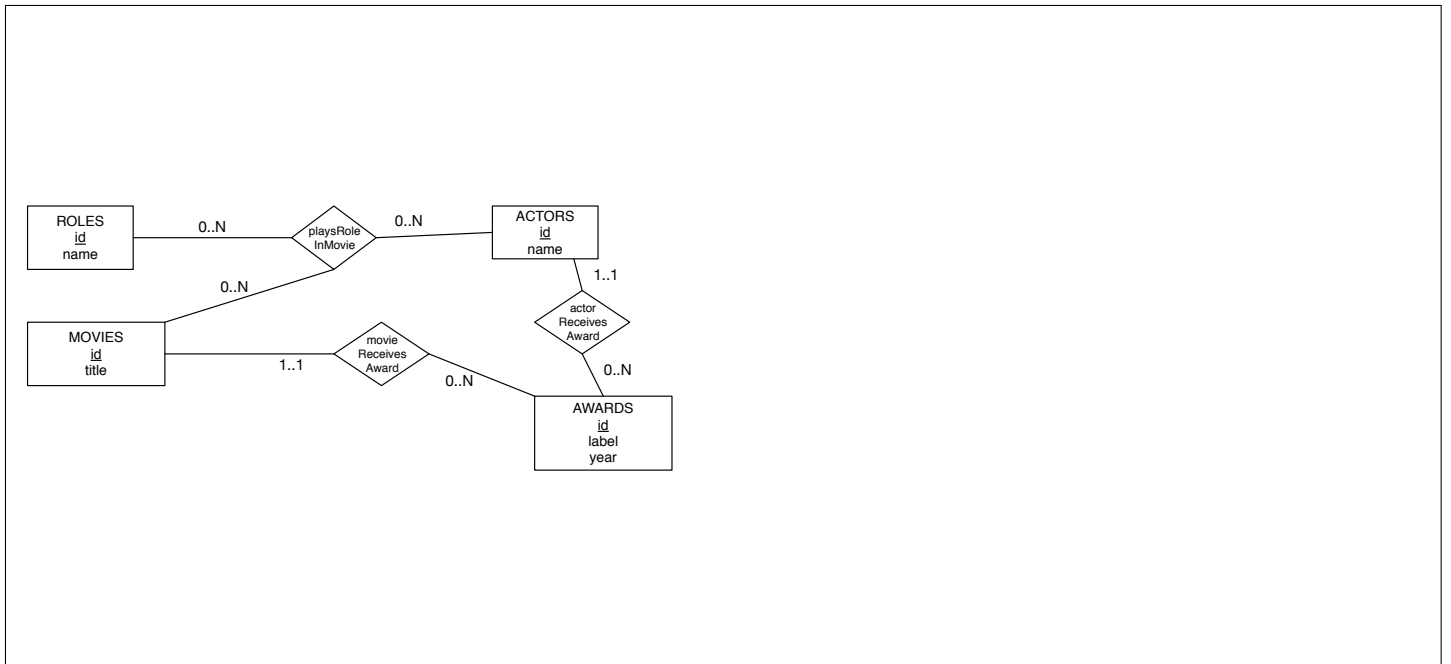 ROLES
id
name
0..N
playsRole
InMovie
0..N
ACTORS
id
name
0..N
1..1
MOVIES
id
title
1..1
movie
Receives
Award
0..N
actor
Receives
Award
0..N
AWARDS
id
label
year